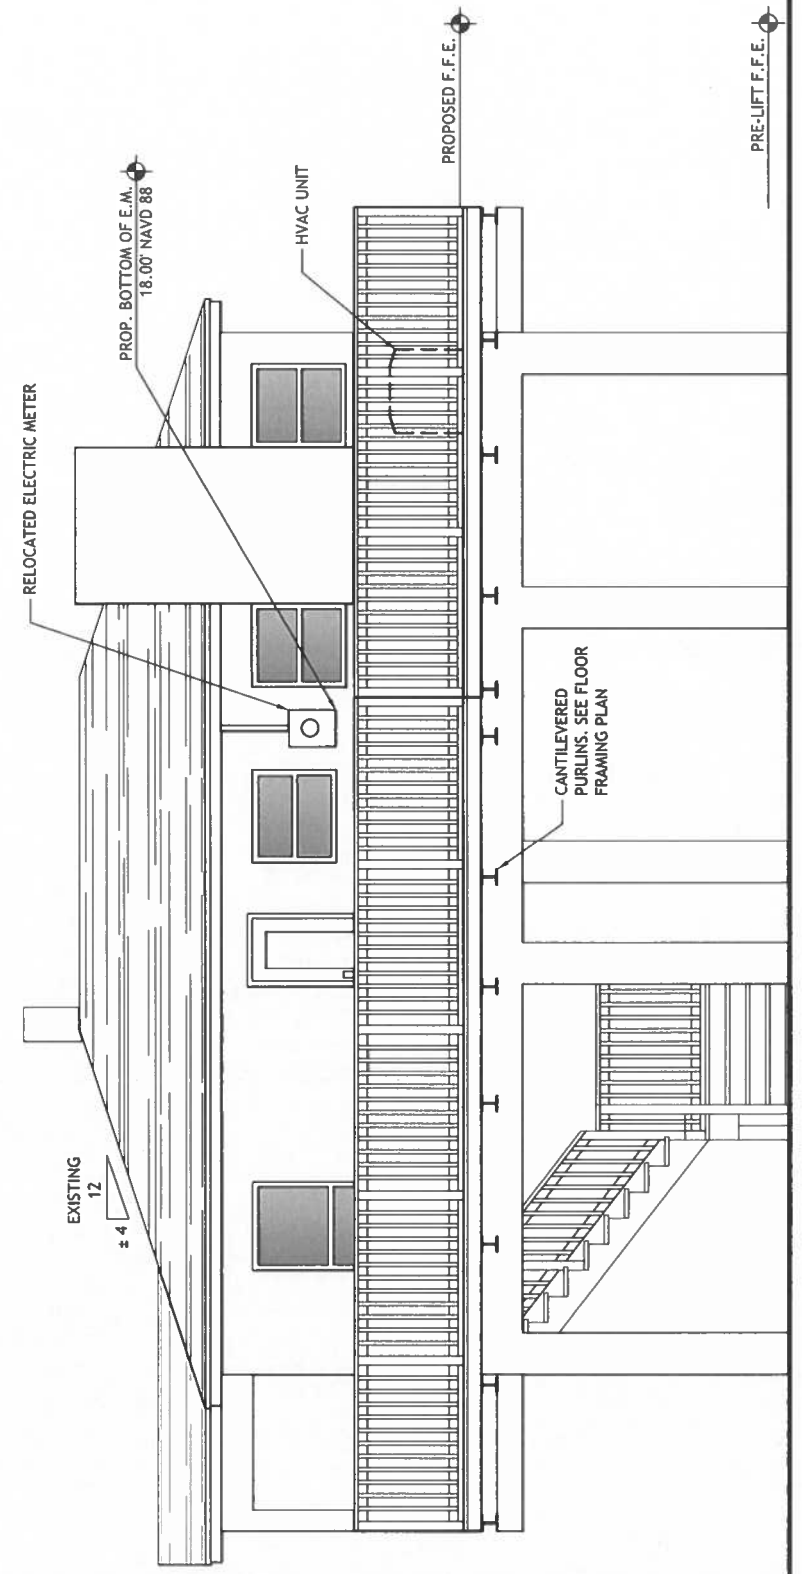 EXISTING
12
± 4
RELOCATED ELECTRIC METER
PROP. BOTTOM OF E.M.
18.00' NAVD 88
HVAC UNIT
PROPOSED F.F.E.
CANTILEVERED
PURLINS. SEE FLOOR
FRAMING PLAN
PRE-LIFT F.F.E.